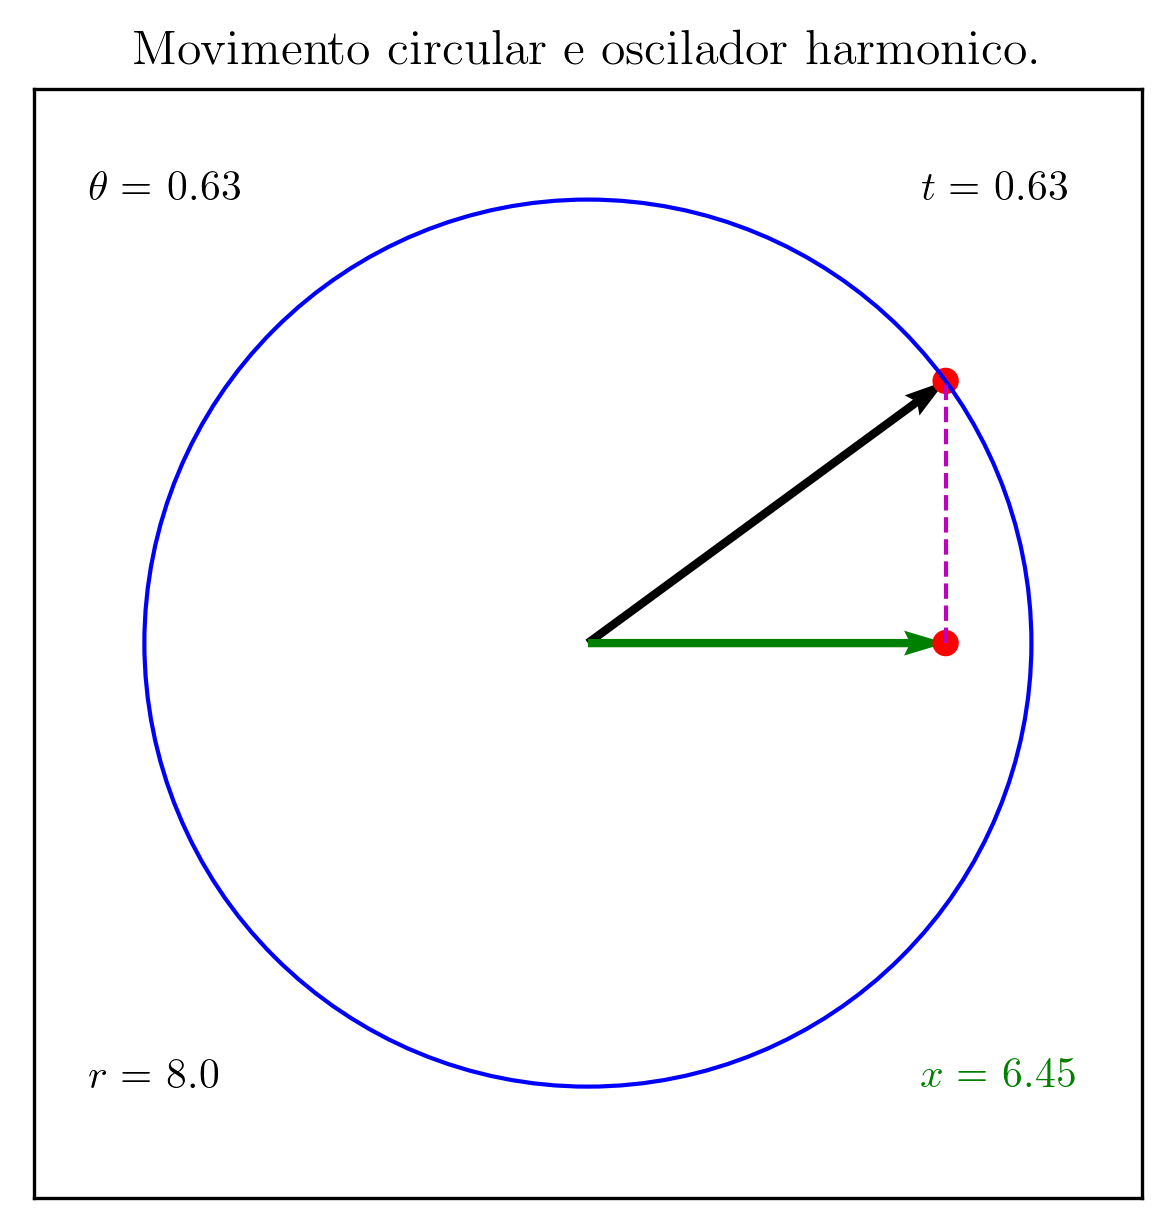 Movimento circular e oscilador harmonico.
θ = 0.63
t = 0.63
r = 8.0
x = 6.45